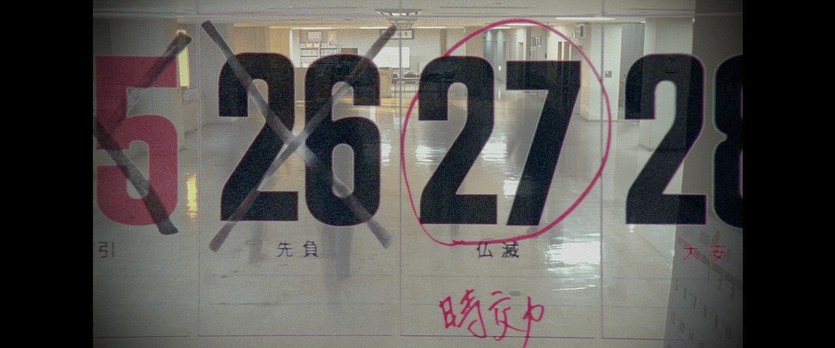 5 26 27 28
引 先負 仏滅 大安
時効